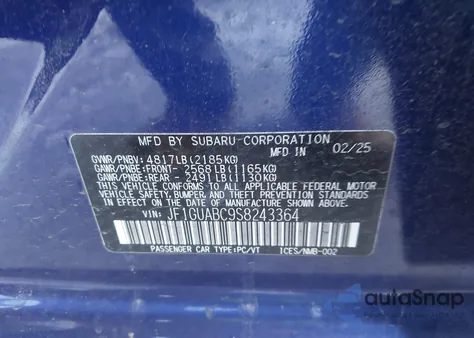 MFD BY SUBARU CORPORATION
MFD IN 02/25
GVWR/PNBV: 4817LB(2185KG)
GAWR/PNBE:FRONT- 2568LB(1165KG)
GAWR/PNBE:REAR - 2491LB(1130KG)
THIS VEHICLE CONFORMS TO ALL APPLICABLE FEDERAL MOTOR
VEHICLE SAFETY, BUMPER, AND THEFT PREVENTION STANDARDS
IN EFFECT ON THE DATE OF MANUFACTURE SHOWN ABOVE.
VIN: JF1GUABC9S8243364
PASSENGER CAR TYPE:PC/VT ICES/NMB-002
autoSnap